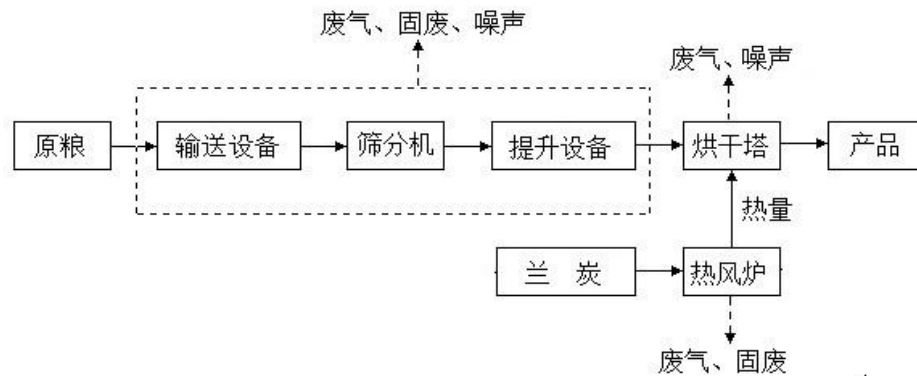 废气、固废、噪声
废气、噪声
原粮
输送设备
筛分机
提升设备
烘干塔
产品
热量
兰 炭
热风炉
废气、固废